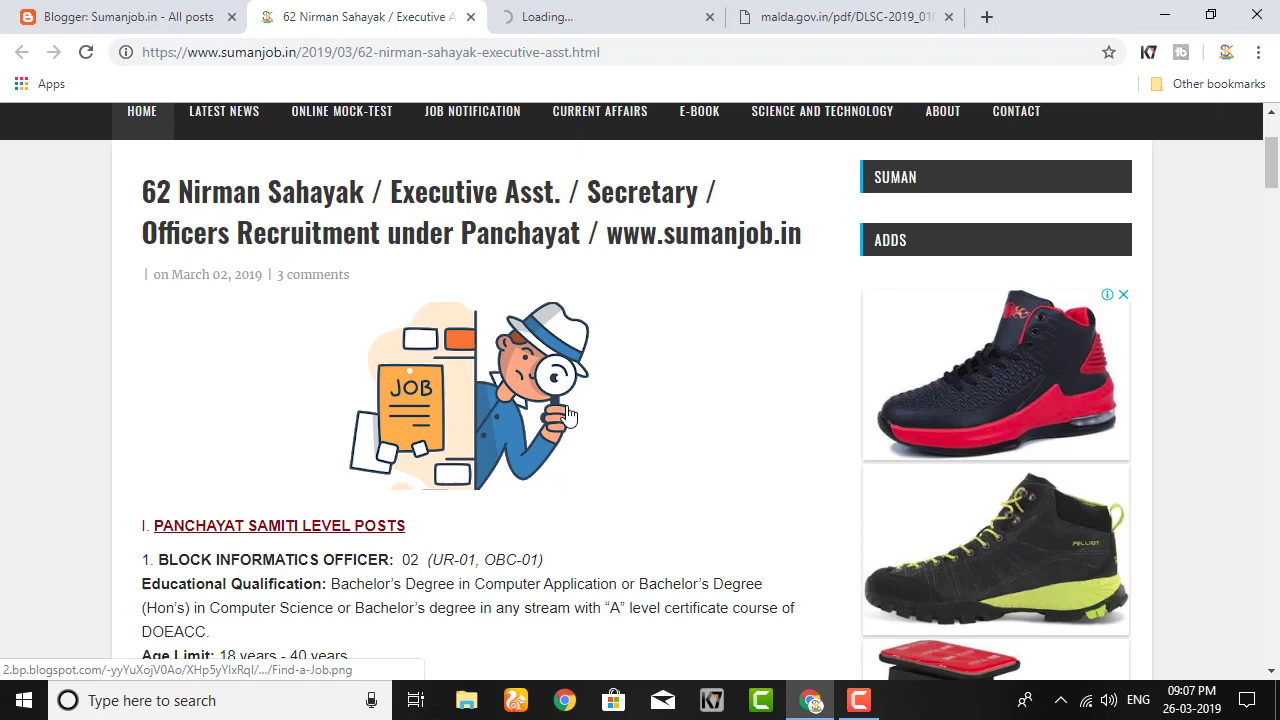 Blogger: Sumanjob.in - All posts
62 Nirman Sahayak / Executive A
Loading...
malda.gov.in/pdf/DLSC-2019_010
https://www.sumanjob.in/2019/03/62-nirman-sahayak-executive-asst.html
Apps
Other bookmarks
HOME LATEST NEWS ONLINE MOCK-TEST JOB NOTIFICATION CURRENT AFFAIRS E-BOOK SCIENCE AND TECHNOLOGY ABOUT CONTACT
62 Nirman Sahayak / Executive Asst. / Secretary /
Officers Recruitment under Panchayat / www.sumanjob.in
| on March 02, 2019 | 3 comments
SUMAN
ADDS
JOB
PELLIOT
I. PANCHAYAT SAMITI LEVEL POSTS
1. BLOCK INFORMATICS OFFICER: 02 (UR-01, OBC-01)
Educational Qualification: Bachelor's Degree in Computer Application or Bachelor's Degree
(Hon's) in Computer Science or Bachelor's degree in any stream with “A” level certificate course of
DOEACC.
Age Limit: 18 years - 40 years
2.bp.blogspot.com/-yyYuXojV0Ao/XHp5yYlxRqI/.../Find-a-Job.png
Type here to search
K7
ENG
09:07 PM
26-03-2019